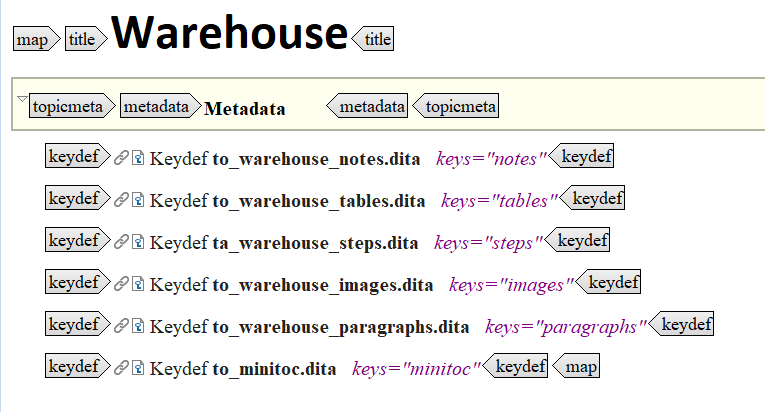 map title Warehouse title
topicmeta metadata Metadata metadata topicmeta
keydef Keydef to_warehouse_notes.dita keys="notes" keydef
keydef Keydef to_warehouse_tables.dita keys="tables" keydef
keydef Keydef ta_warehouse_steps.dita keys="steps" keydef
keydef Keydef to_warehouse_images.dita keys="images" keydef
keydef Keydef to_warehouse_paragraphs.dita keys="paragraphs" keydef
keydef Keydef to_minitoc.dita keys="minitoc" keydef map